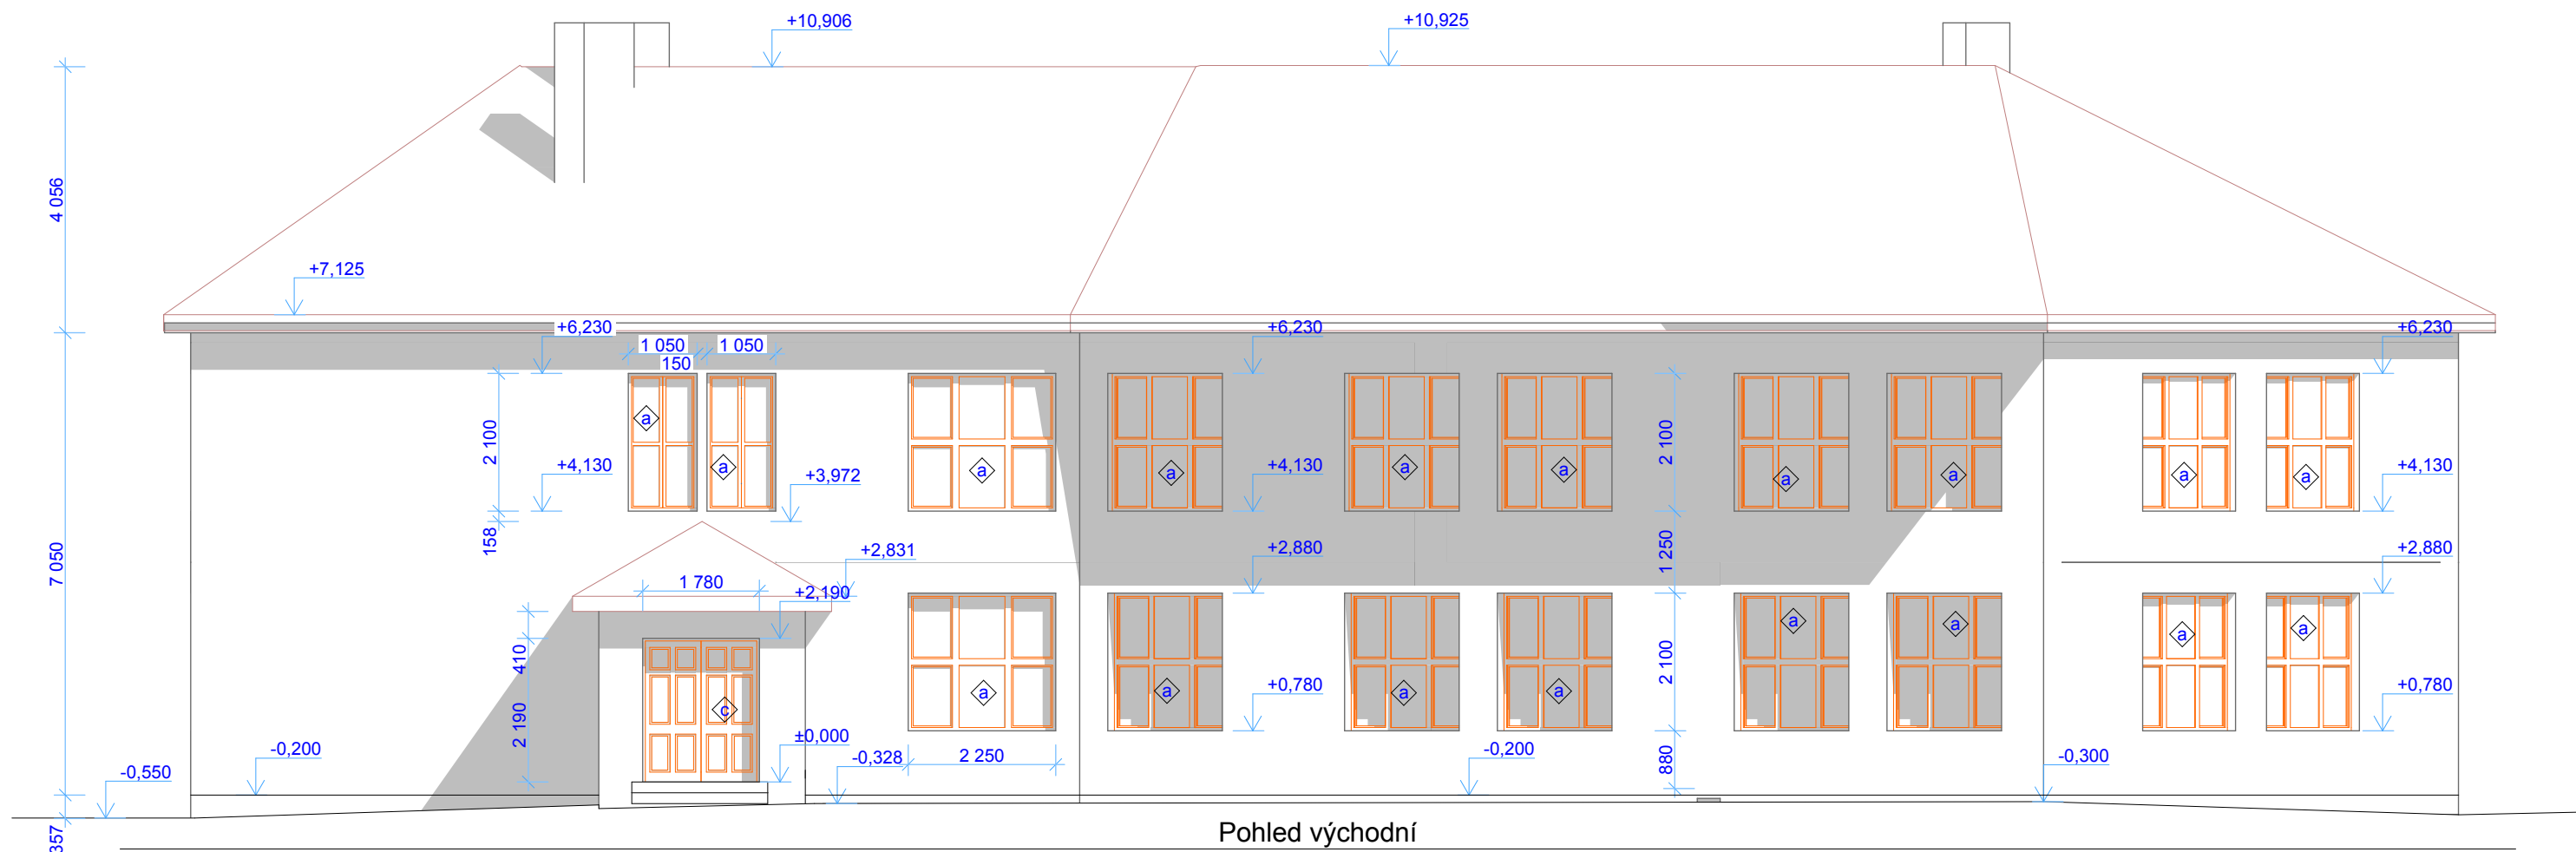 +10,906
+10,925
4 056
+7,125
+6,230
+6,230
+6,230
1 050
1 050
150
a
a
a
a
a
a
a
a
a
a
2 100
2 100
+4,130
+4,130
+4,130
+3,972
158
7 050
+2,831
+2,880
+2,880
1 250
1 780
+2,190
410
2 190
c
a
a
a
a
a
a
a
a
2 100
+0,780
+0,780
±0,000
-0,200
-0,550
-0,328
2 250
-0,200
880
-0,300
357
Pohled východní